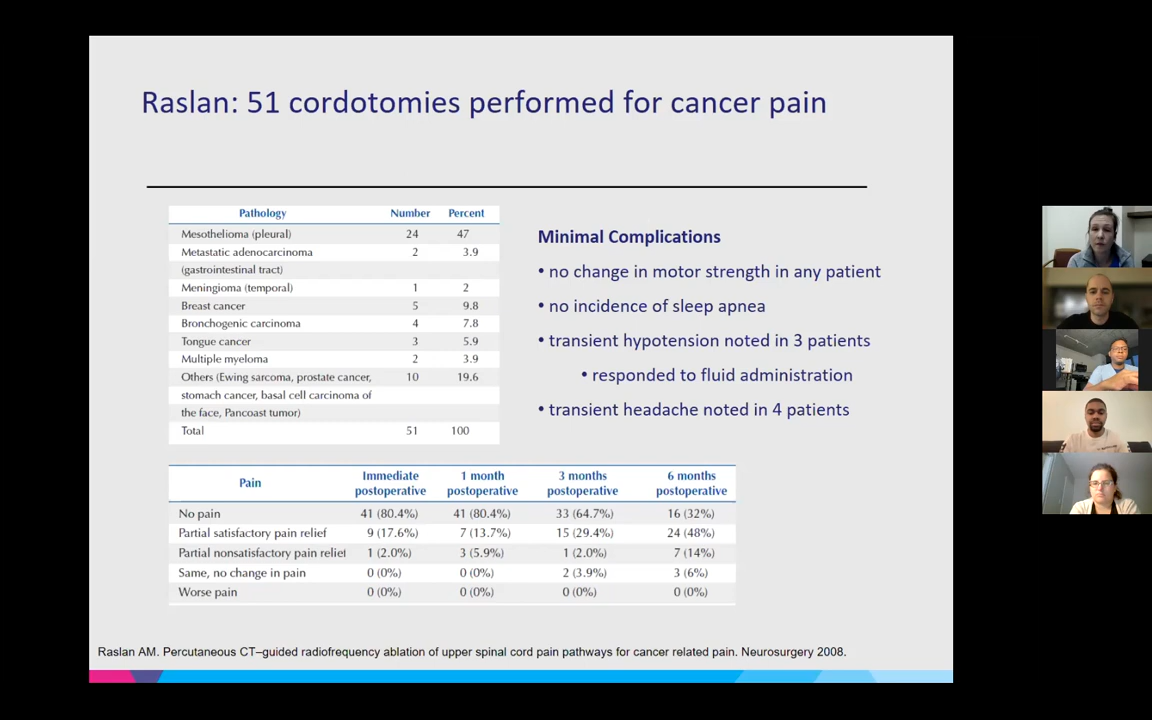 Raslan: 51 cordotomies performed for cancer pain
Pathology Number Percent
Mesothelioma (pleural) 24 47
Metastatic adenocarcinoma 2 3.9
(gastrointestinal tract)
Meningioma (temporal) 1 2
Breast cancer 5 9.8
Bronchogenic carcinoma 4 7.8
Tongue cancer 3 5.9
Multiple myeloma 2 3.9
Others (Ewing sarcoma, prostate cancer, 10 19.6
stomach cancer, basal cell carcinoma of
the face, Pancoast tumor)
Total 51 100
Minimal Complications
• no change in motor strength in any patient
• no incidence of sleep apnea
• transient hypotension noted in 3 patients
• responded to fluid administration
• transient headache noted in 4 patients
Pain Immediate postoperative 1 month postoperative 3 months postoperative 6 months postoperative
No pain 41 (80.4%) 41 (80.4%) 33 (64.7%) 16 (32%)
Partial satisfactory pain relief 9 (17.6%) 7 (13.7%) 15 (29.4%) 24 (48%)
Partial nonsatisfactory pain relief 1 (2.0%) 3 (5.9%) 1 (2.0%) 7 (14%)
Same, no change in pain 0 (0%) 0 (0%) 2 (3.9%) 3 (6%)
Worse pain 0 (0%) 0 (0%) 0 (0%) 0 (0%)
Raslan AM. Percutaneous CT–guided radiofrequency ablation of upper spinal cord pain pathways for cancer related pain. Neurosurgery 2008.